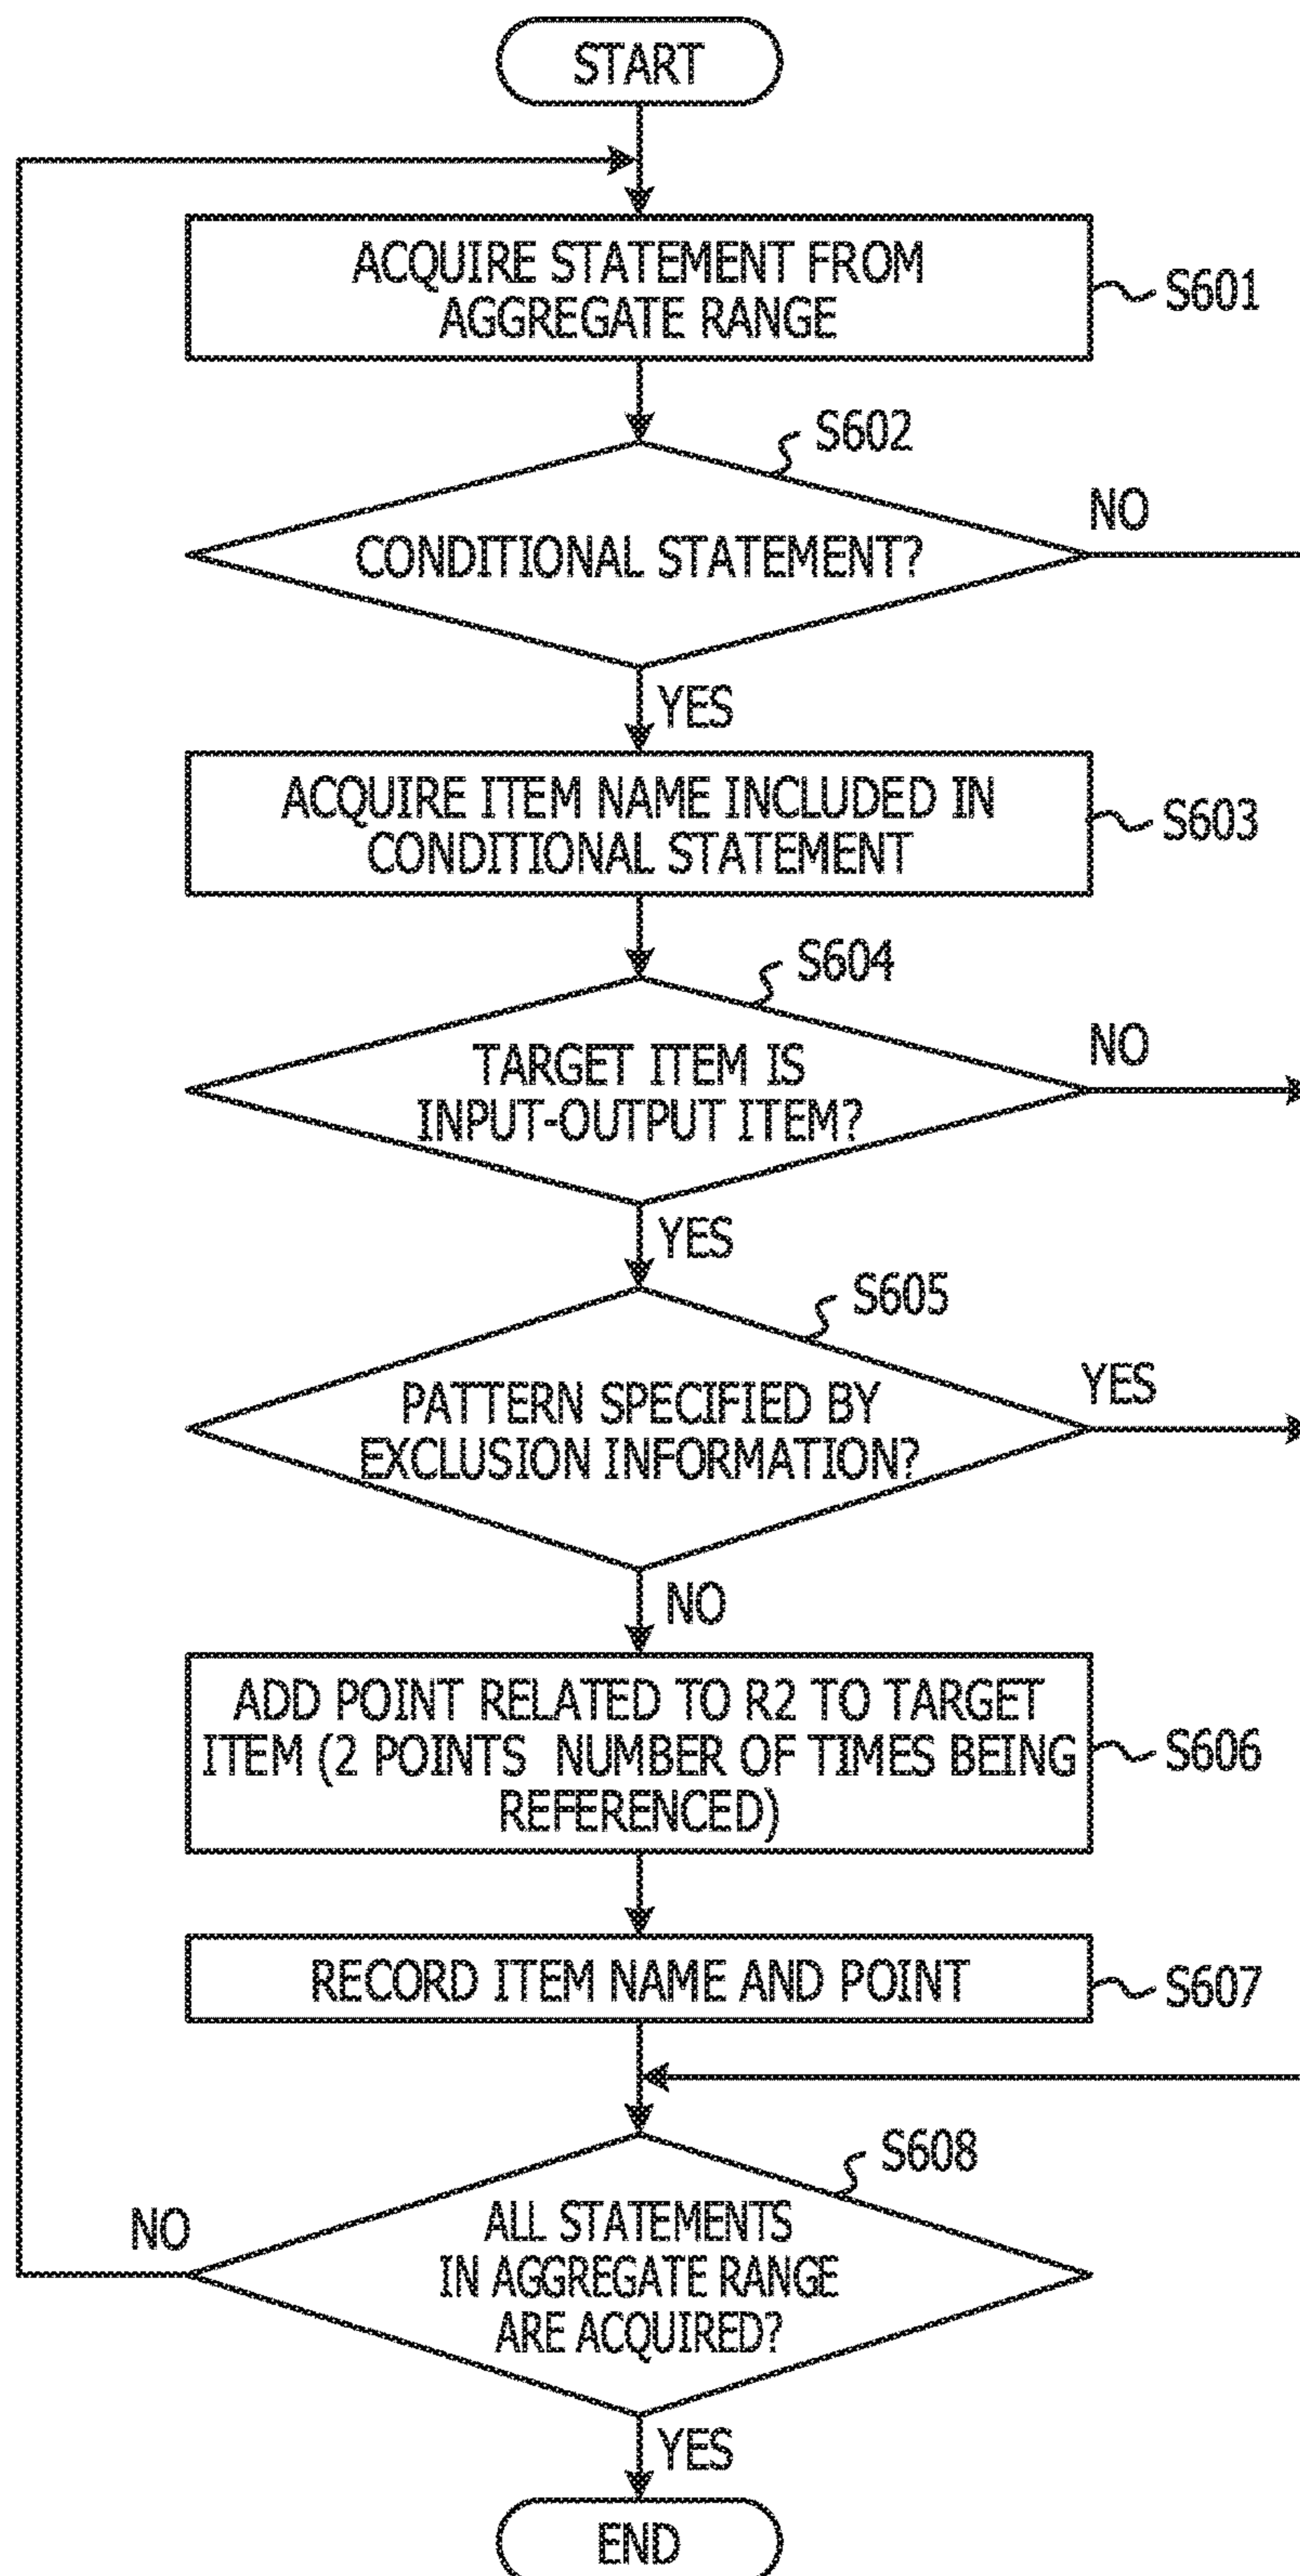 START
ACQUIRE STATEMENT FROM
AGGREGATE RANGE
S601
S602
CONDITIONAL STATEMENT?
NO
YES
ACQUIRE ITEM NAME INCLUDED IN
CONDITIONAL STATEMENT
S603
S604
TARGET ITEM IS
INPUT-OUTPUT ITEM?
NO
YES
S605
PATTERN SPECIFIED BY
EXCLUSION INFORMATION?
YES
NO
ADD POINT RELATED TO R2 TO TARGET
ITEM (2 POINTS NUMBER OF TIMES BEING
REFERENCED)
S606
RECORD ITEM NAME AND POINT
S607
S608
ALL STATEMENTS
IN AGGREGATE RANGE
ARE ACQUIRED?
NO
YES
END